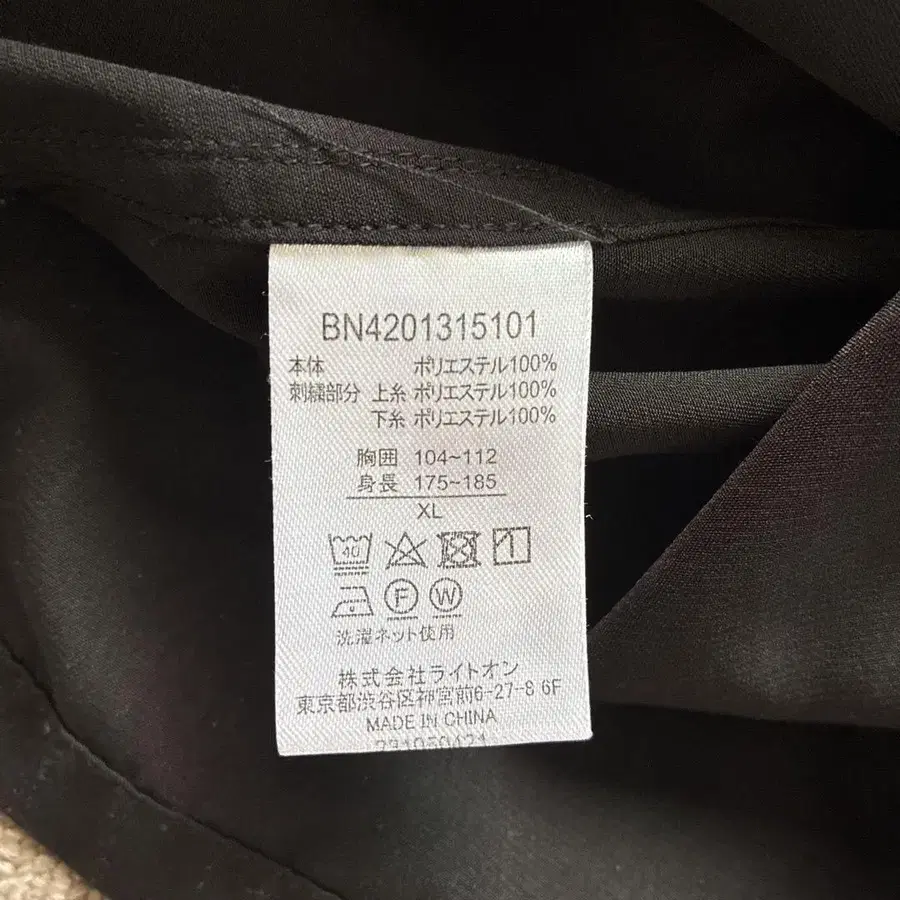 BN4201315101
本体 ポリエステル100%
刺繍部分 上糸 ポリエステル100%
下糸 ポリエステル100%
胸囲 104~112
身長 175~185
XL
40
F W
洗濯ネット使用
株式会社ライトオン
東京都渋谷区神宮前6-27-8 6F
MADE IN CHINA